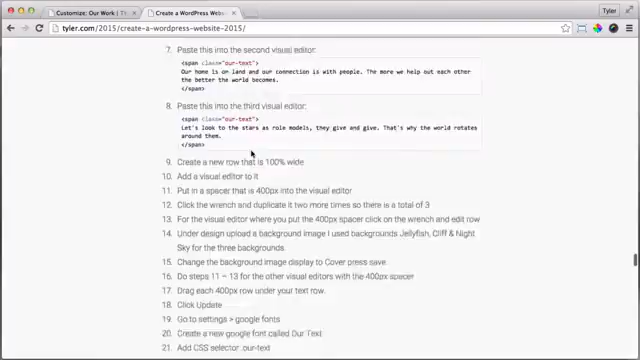 Customize: Our Work | Th
Create a WordPress Websi
Tyler
tyler.com/2015/create-a-wordpress-website-2015/
7. Paste this into the second visual editor:
<span class="our-text">
Our home is on land and our connection is with people. The more we help out each other
the better the world becomes.
</span>
8. Paste this into the third visual editor:
<span class="our-text">
Let's look to the stars as role models, they give and give. That's why the world rotates
around them.
</span>
9. Create a new row that is 100% wide
10. Add a visual editor to it
11. Put in a spacer that is 400px into the visual editor
12. Click the wrench and duplicate it two more times so there is a total of 3
13. For the visual editor where you put the 400px spacer click on the wrench and edit row
14. Under design upload a background image I used backgrounds Jellyfish, Cliff & Night
Sky for the three backgrounds.
15. Change the background image display to Cover press save.
16. Do steps 11 – 13 for the other visual editors with the 400px spacer
17. Drag each 400px row under your text row.
18. Click Update
19. Go to settings > google fonts
20. Create a new google font called Our Text
21. Add CSS selector .our-text